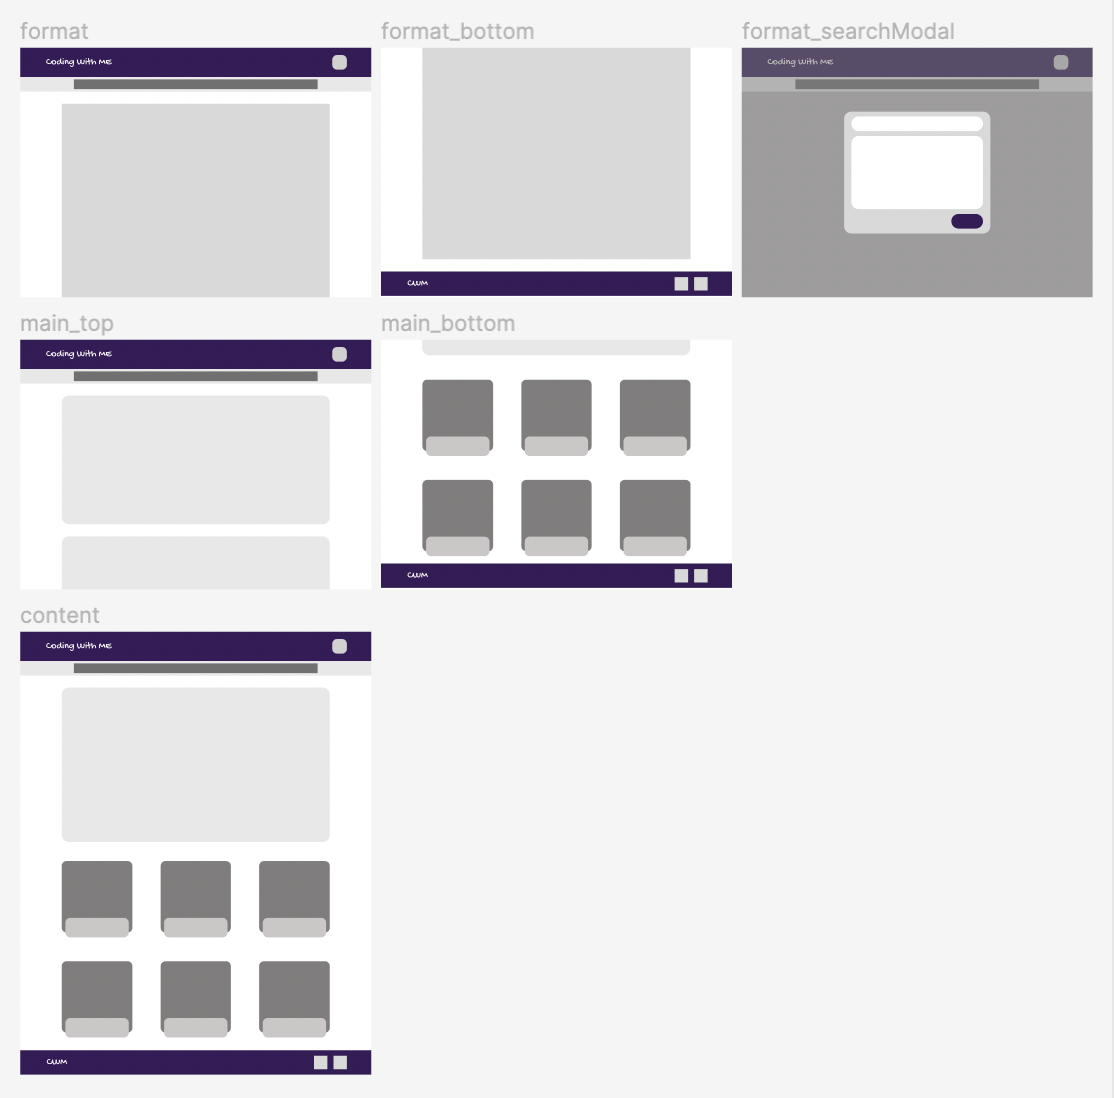 format
format_bottom
format_searchModal
Coding With ME
Coding With ME
CWM
main_top
main_bottom
Coding With ME
CWM
content
Coding With ME
CWM